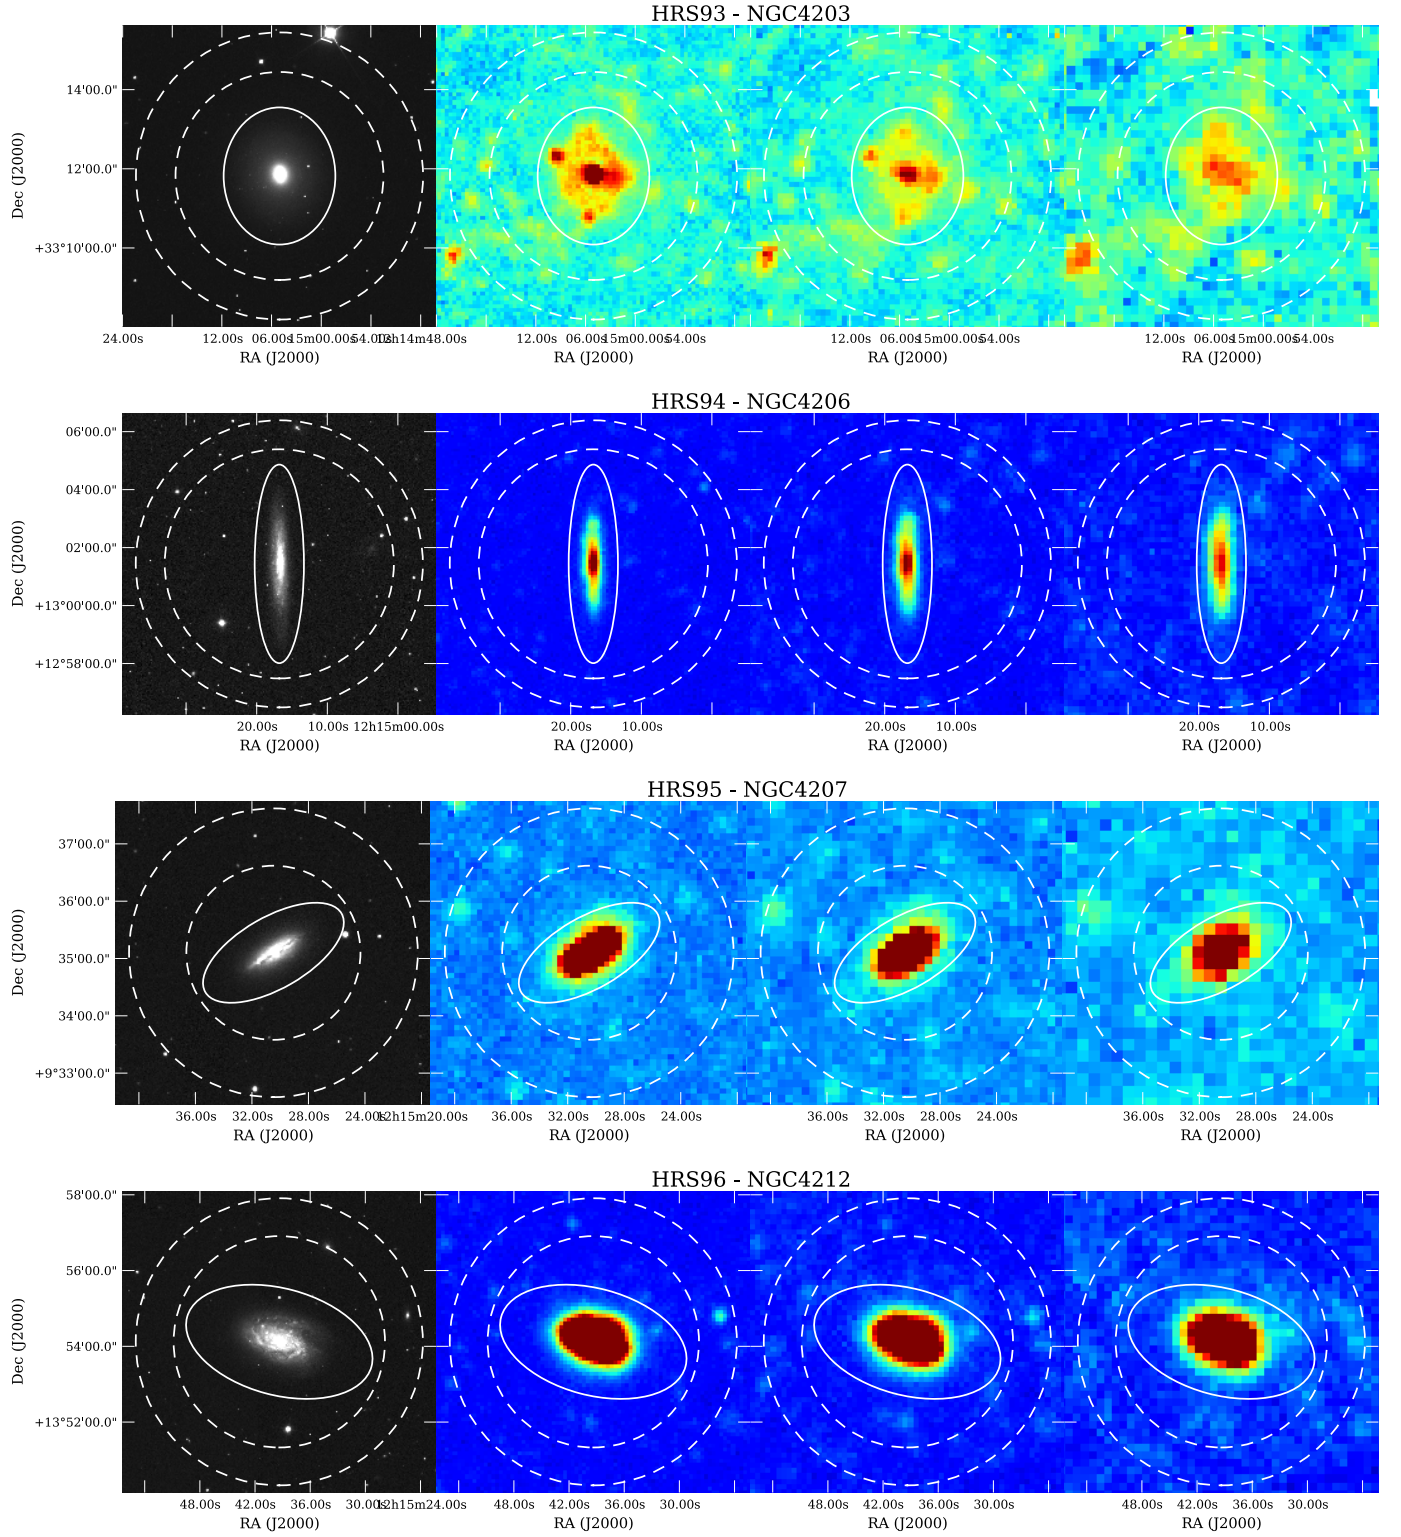 HRS93 - NGC4203
14'00.0"
12'00.0"
+33°10'00.0"
Dec (J2000)
24.00s 12.00s 06.00s 15m00.00s 54.00s 12h14m48.00s 12.00s 06.00s 15m00.00s 54.00s 12.00s 06.00s 15m00.00s 54.00s 12.00s 06.00s 15m00.00s 54.00s
RA (J2000) RA (J2000) RA (J2000) RA (J2000)
HRS94 - NGC4206
06'00.0"
04'00.0"
02'00.0"
+13°00'00.0"
+12°58'00.0"
Dec (J2000)
20.00s 10.00s 12h15m00.00s 20.00s 10.00s 20.00s 10.00s 20.00s 10.00s
RA (J2000) RA (J2000) RA (J2000) RA (J2000)
HRS95 - NGC4207
37'00.0"
36'00.0"
35'00.0"
34'00.0"
+9°33'00.0"
Dec (J2000)
36.00s 32.00s 28.00s 24.00s 12h15m20.00s 36.00s 32.00s 28.00s 24.00s 36.00s 32.00s 28.00s 24.00s 36.00s 32.00s 28.00s 24.00s
RA (J2000) RA (J2000) RA (J2000) RA (J2000)
HRS96 - NGC4212
58'00.0"
56'00.0"
54'00.0"
+13°52'00.0"
Dec (J2000)
48.00s 42.00s 36.00s 30.00s 12h15m24.00s 48.00s 42.00s 36.00s 30.00s 48.00s 42.00s 36.00s 30.00s 48.00s 42.00s 36.00s 30.00s
RA (J2000) RA (J2000) RA (J2000) RA (J2000)